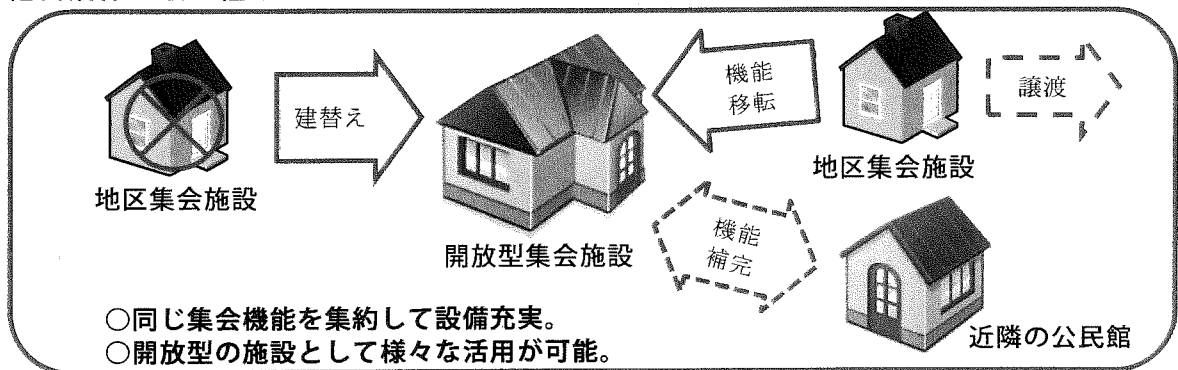 建替え
機能
移転
譲渡
地区集会施設
地区集会施設
開放型集会施設
機能
補完
近隣の公民館
○同じ集会機能を集約して設備充実。
○開放型の施設として様々な活用が可能。